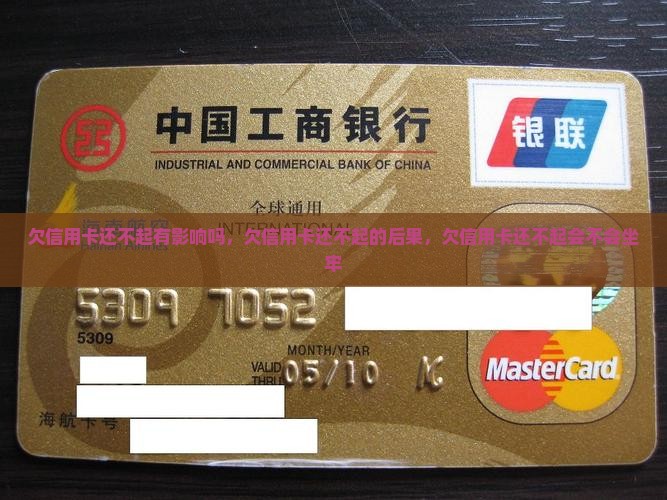 中国工商银行
INDUSTRIAL AND COMMERCIAL BANK OF CHINA
银联
全球通用
INTERNATIONAL
欠信用卡还不起有影响吗，欠信用卡还不起的后果，欠信用卡还不起会不会坐
牢
5309 7052
5309
MONTH/YEAR
VALID
THRU 05/10
MasterCard
海航卡号